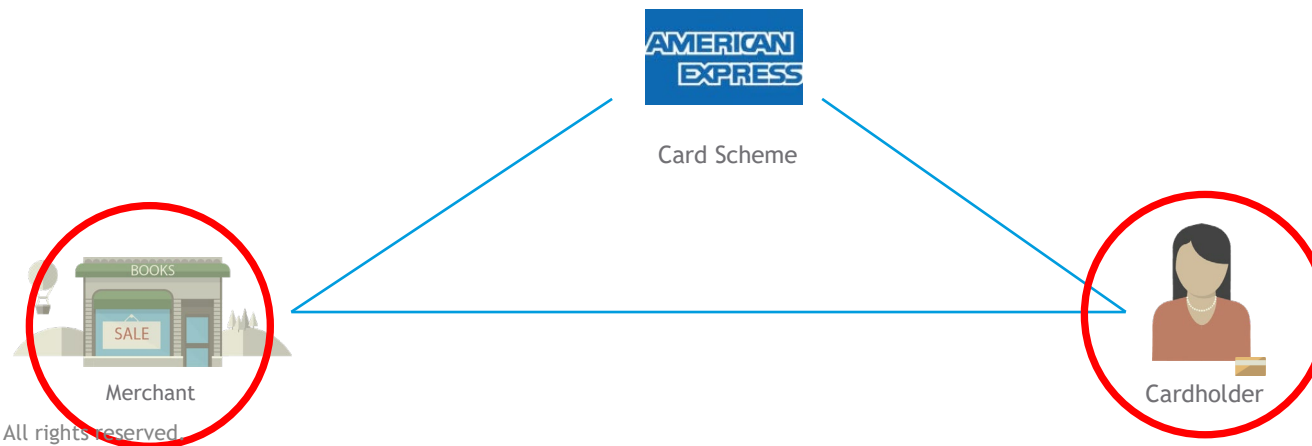 AMERICAN
EXPRESS
Card Scheme
BOOKS
SALE
Merchant
Cardholder
All rights reserved.